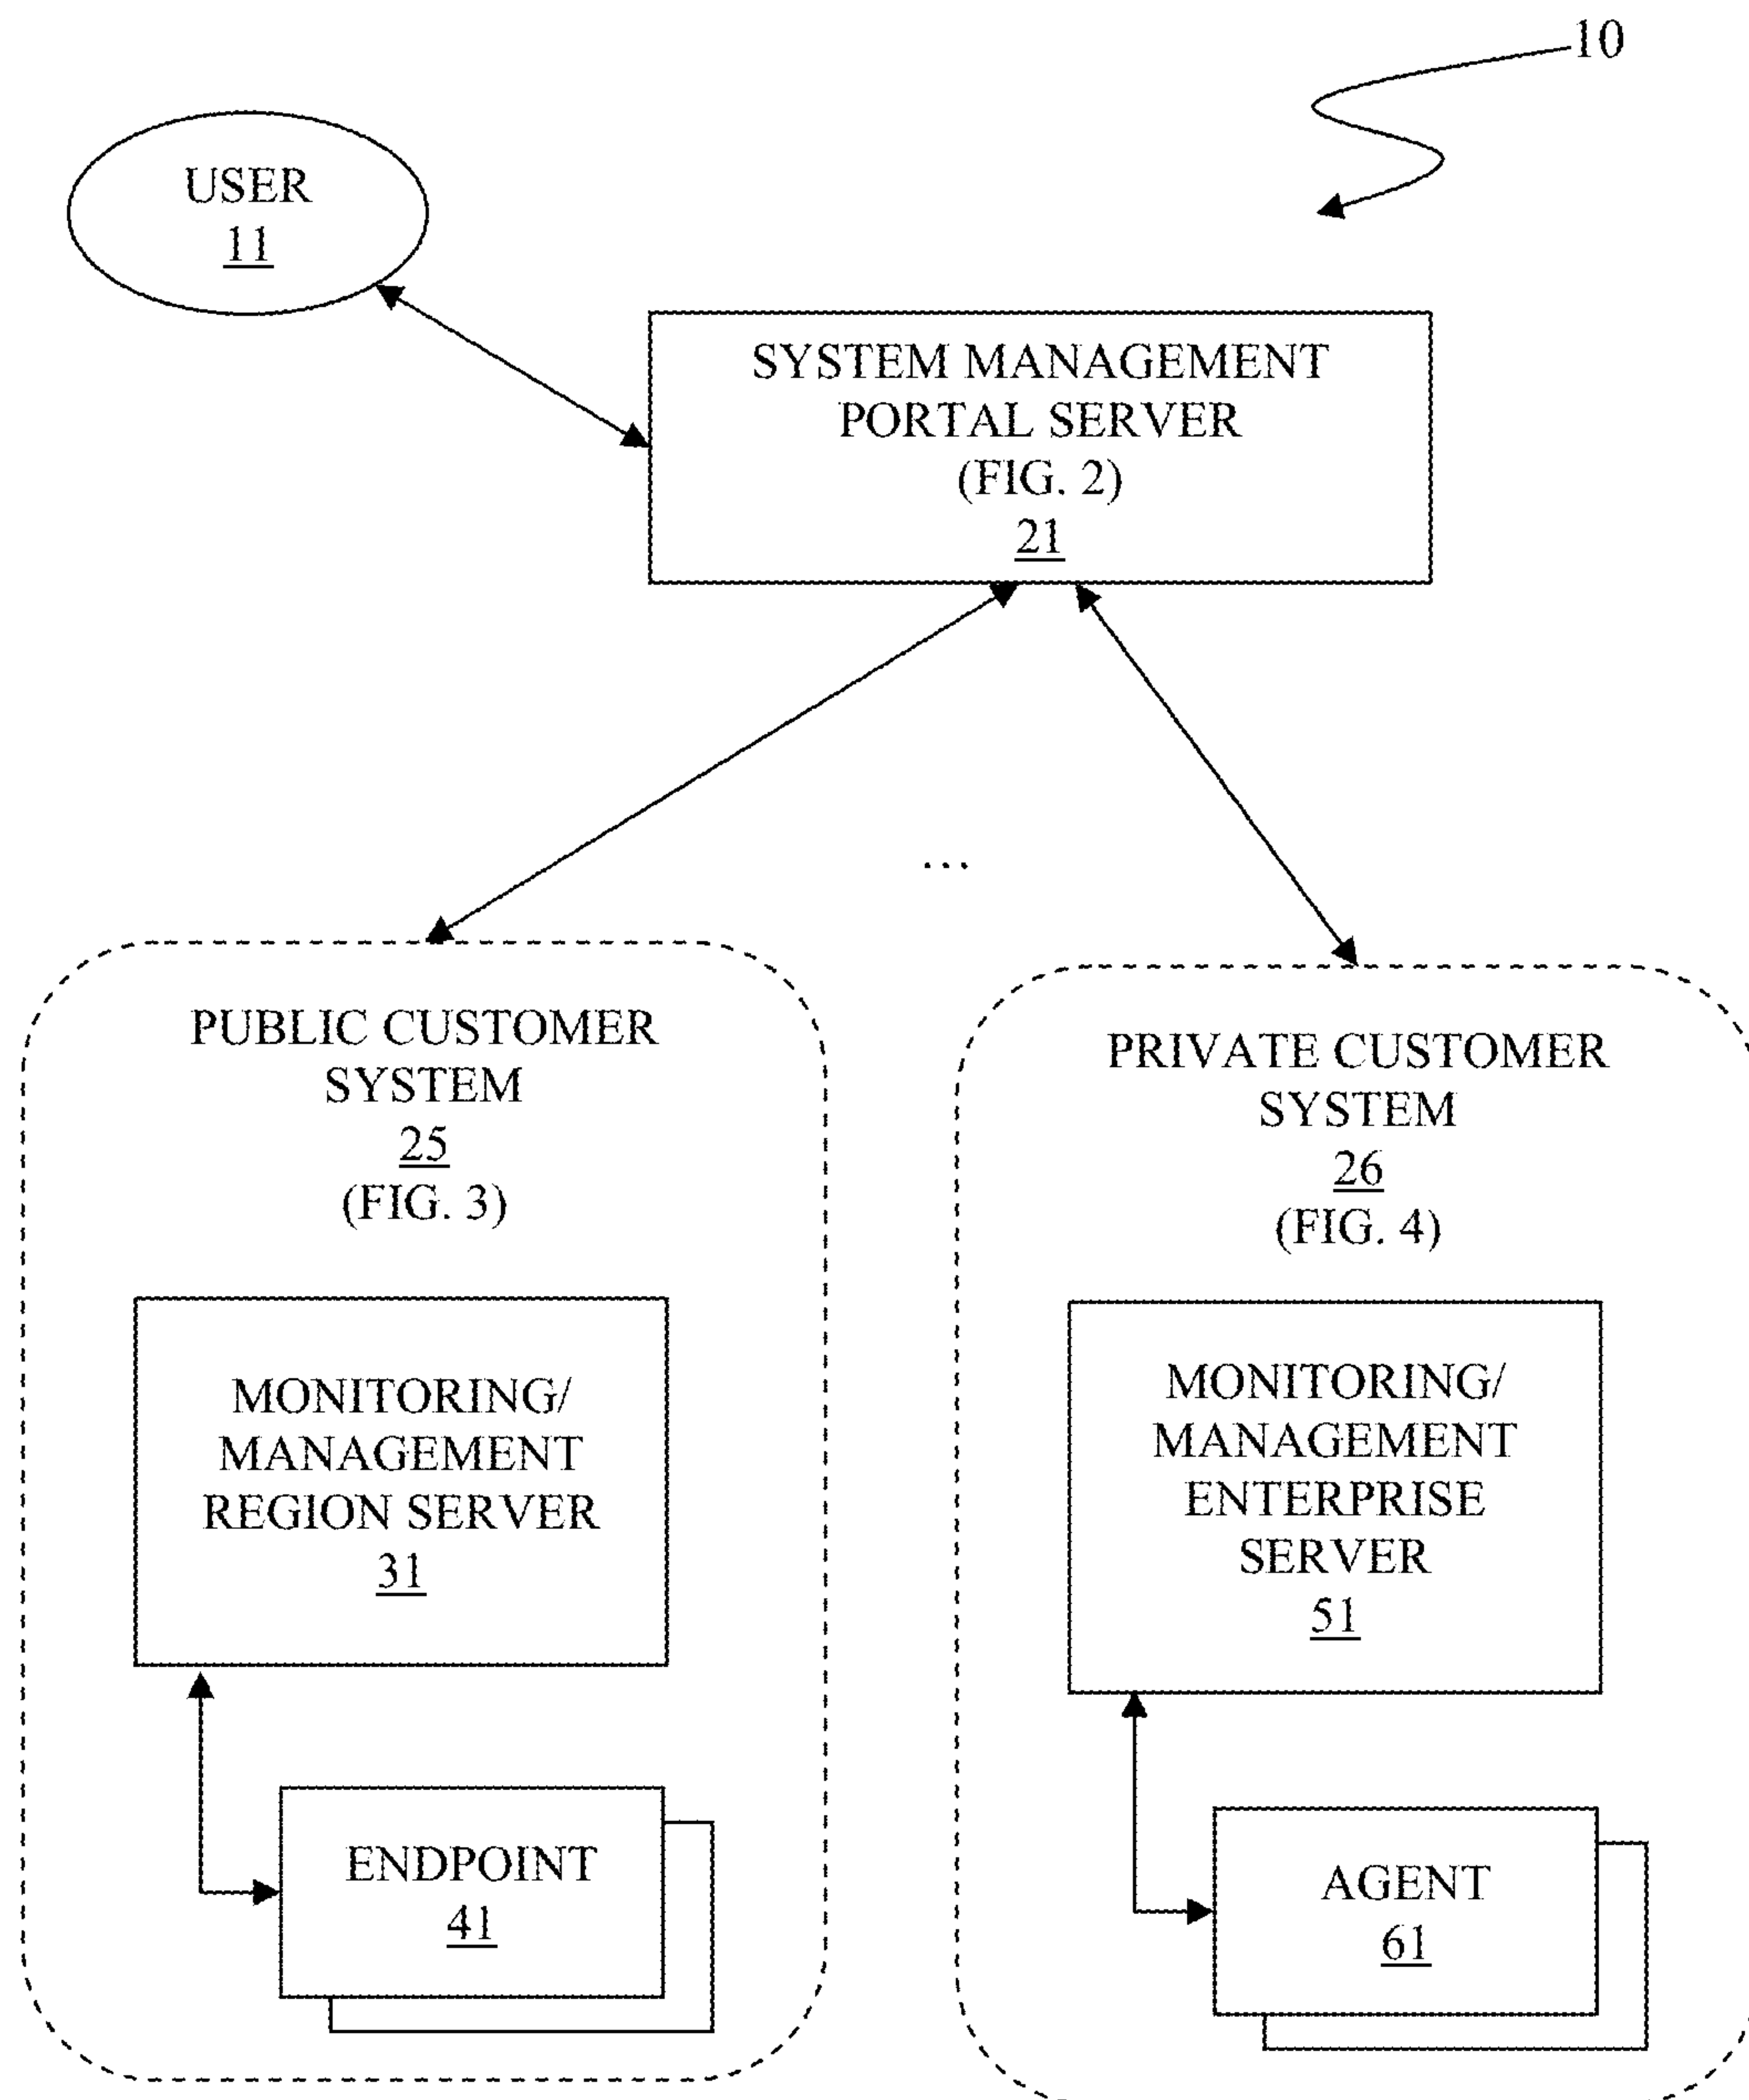 10
USER
11
SYSTEM MANAGEMENT
PORTAL SERVER
(FIG. 2)
21
...
PUBLIC CUSTOMER
SYSTEM
25
(FIG. 3)
MONITORING/
MANAGEMENT
REGION SERVER
31
ENDPOINT
41
PRIVATE CUSTOMER
SYSTEM
26
(FIG. 4)
MONITORING/
MANAGEMENT
ENTERPRISE
SERVER
51
AGENT
61